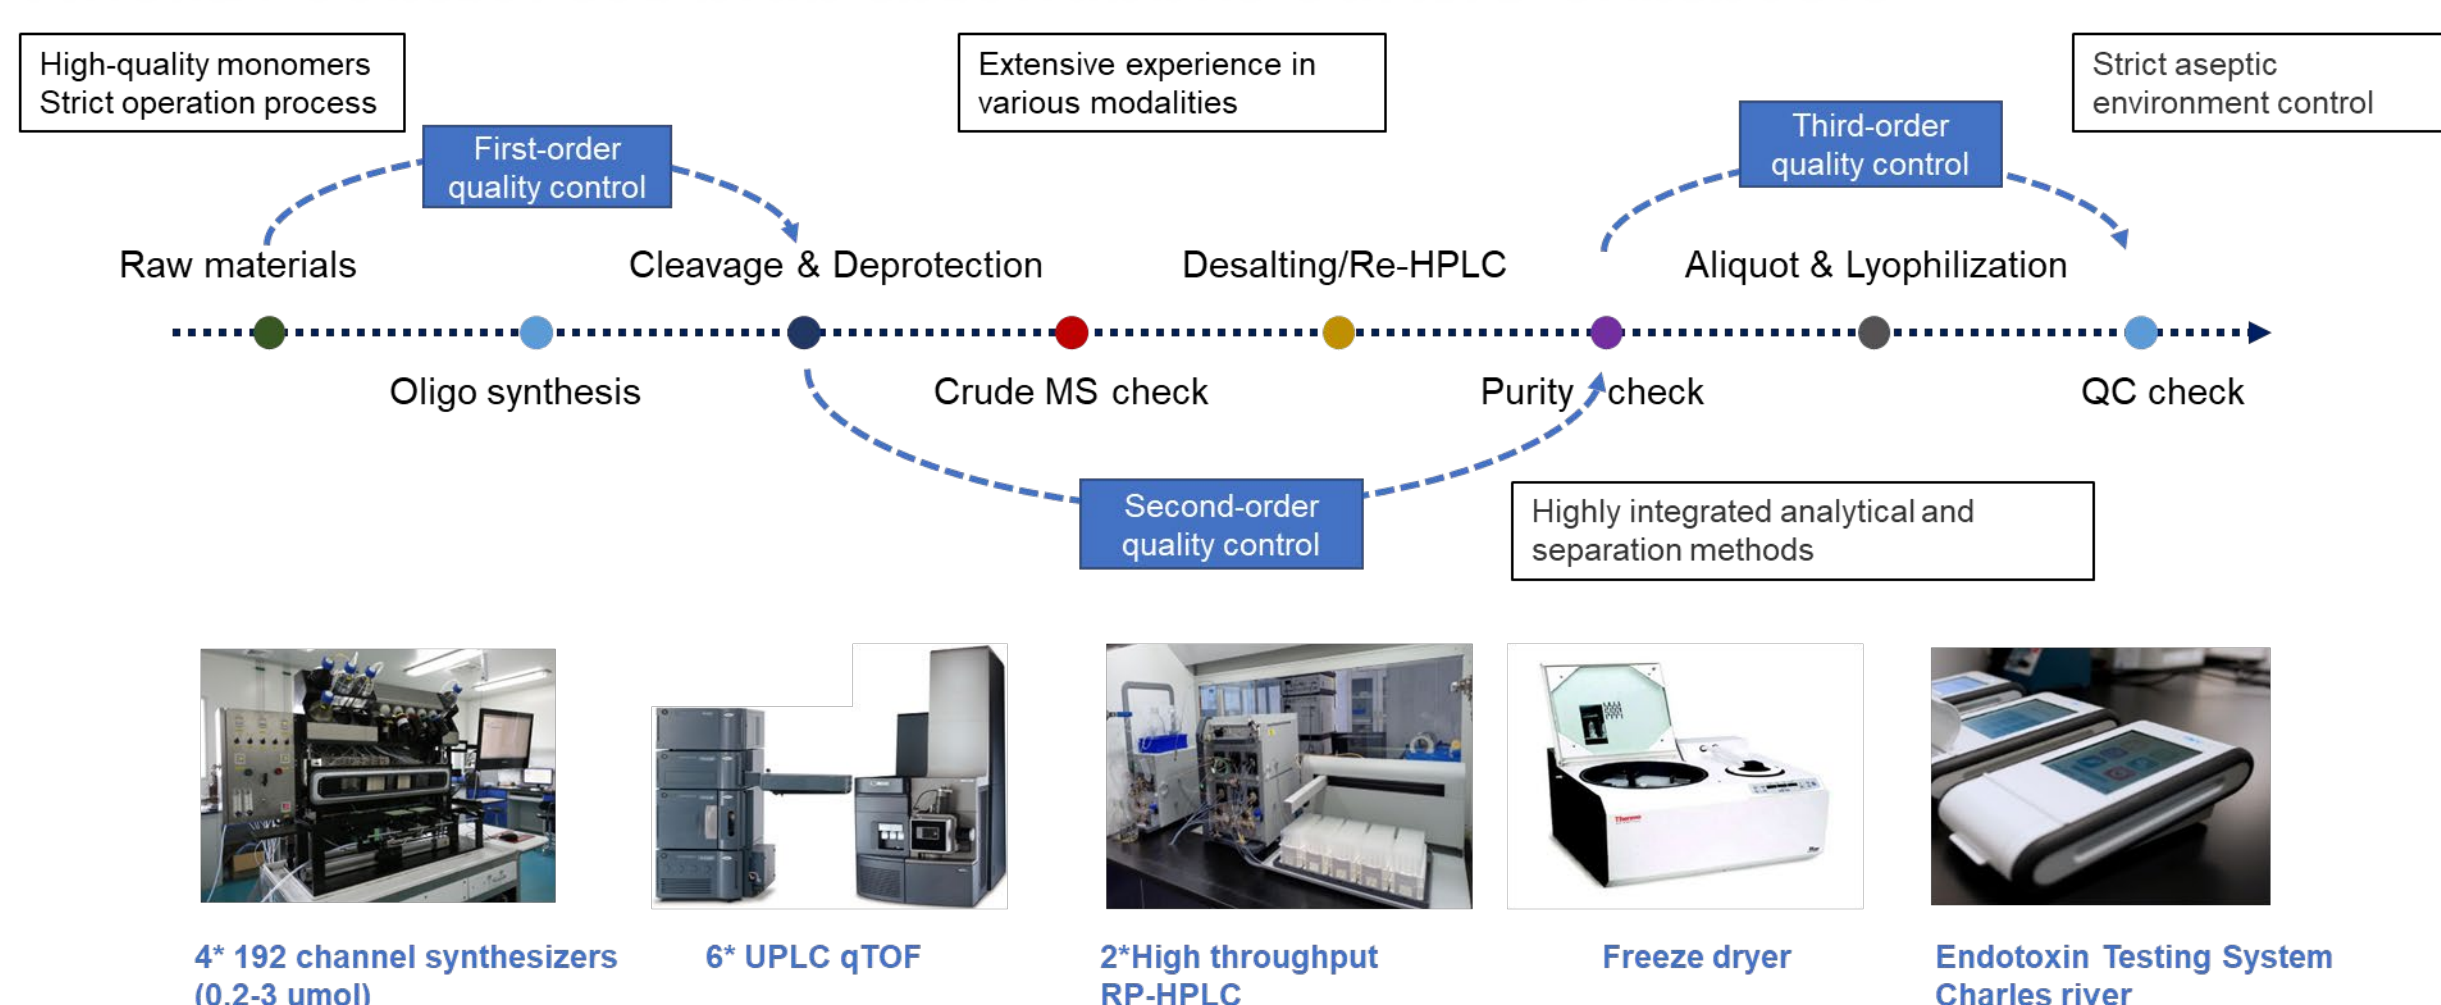 High-quality monomers
Strict operation process
Extensive experience in
various modalities
Strict aseptic
environment control
First-order
quality control
Third-order
quality control
Raw materials
Cleavage & Deprotection
Desalting/Re-HPLC
Aliquot & Lyophilization
Oligo synthesis
Crude MS check
Purity check
QC check
Second-order
quality control
Highly integrated analytical and
separation methods
Thermo
4* 192 channel synthesizers
(0.2-3 umol)
6* UPLC qTOF
2*High throughput
RP-HPLC
Freeze dryer
Endotoxin Testing System
Charles river